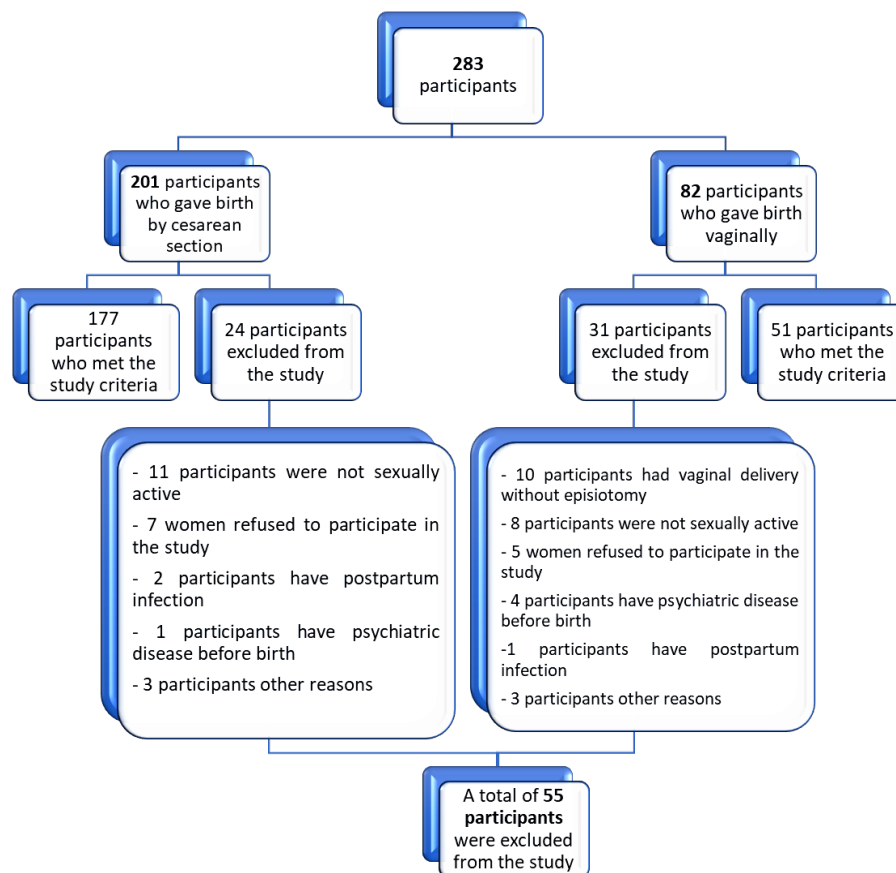 283
participants
201 participants
who gave birth
by cesarean
section
82 participants
who gave birth
vaginally
177
participants
who met the
study criteria
24 participants
excluded from
the study
31 participants
excluded from
the study
51 participants
who met the
study criteria
- 11 participants were not sexually
active
- 7 women refused to participate in
the study
- 2 participants have postpartum
infection
- 1 participants have psychiatric
disease before birth
- 3 participants other reasons
- 10 participants had vaginal delivery
without episiotomy
- 8 participants were not sexually active
- 5 women refused to participate in the
study
- 4 participants have psychiatric disease
before birth
-1 participants have postpartum
infection
- 3 participants other reasons
A total of 55
participants
were excluded
from the study